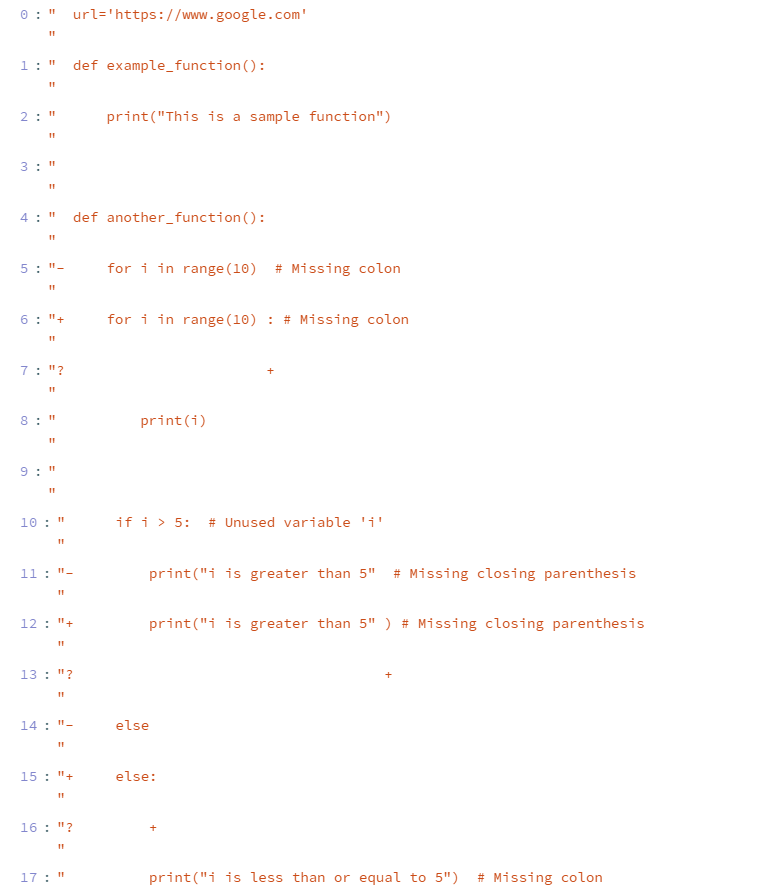 0 : "  url='https://www.google.com'
"
1 : "  def example_function():
"
2 : "      print("This is a sample function")
"
3 : "
"
4 : "  def another_function():
"
5 : "-     for i in range(10)  # Missing colon
"
6 : "+     for i in range(10) : # Missing colon
"
7 : "?                        +
"
8 : "          print(i)
"
9 : "
"
10 : "      if i > 5:  # Unused variable 'i'
"
11 : "-         print("i is greater than 5"  # Missing closing parenthesis
"
12 : "+         print("i is greater than 5" ) # Missing closing parenthesis
"
13 : "?                                     +
"
14 : "-     else
"
15 : "+     else:
"
16 : "?         +
"
17 : "          print("i is less than or equal to 5")  # Missing colon